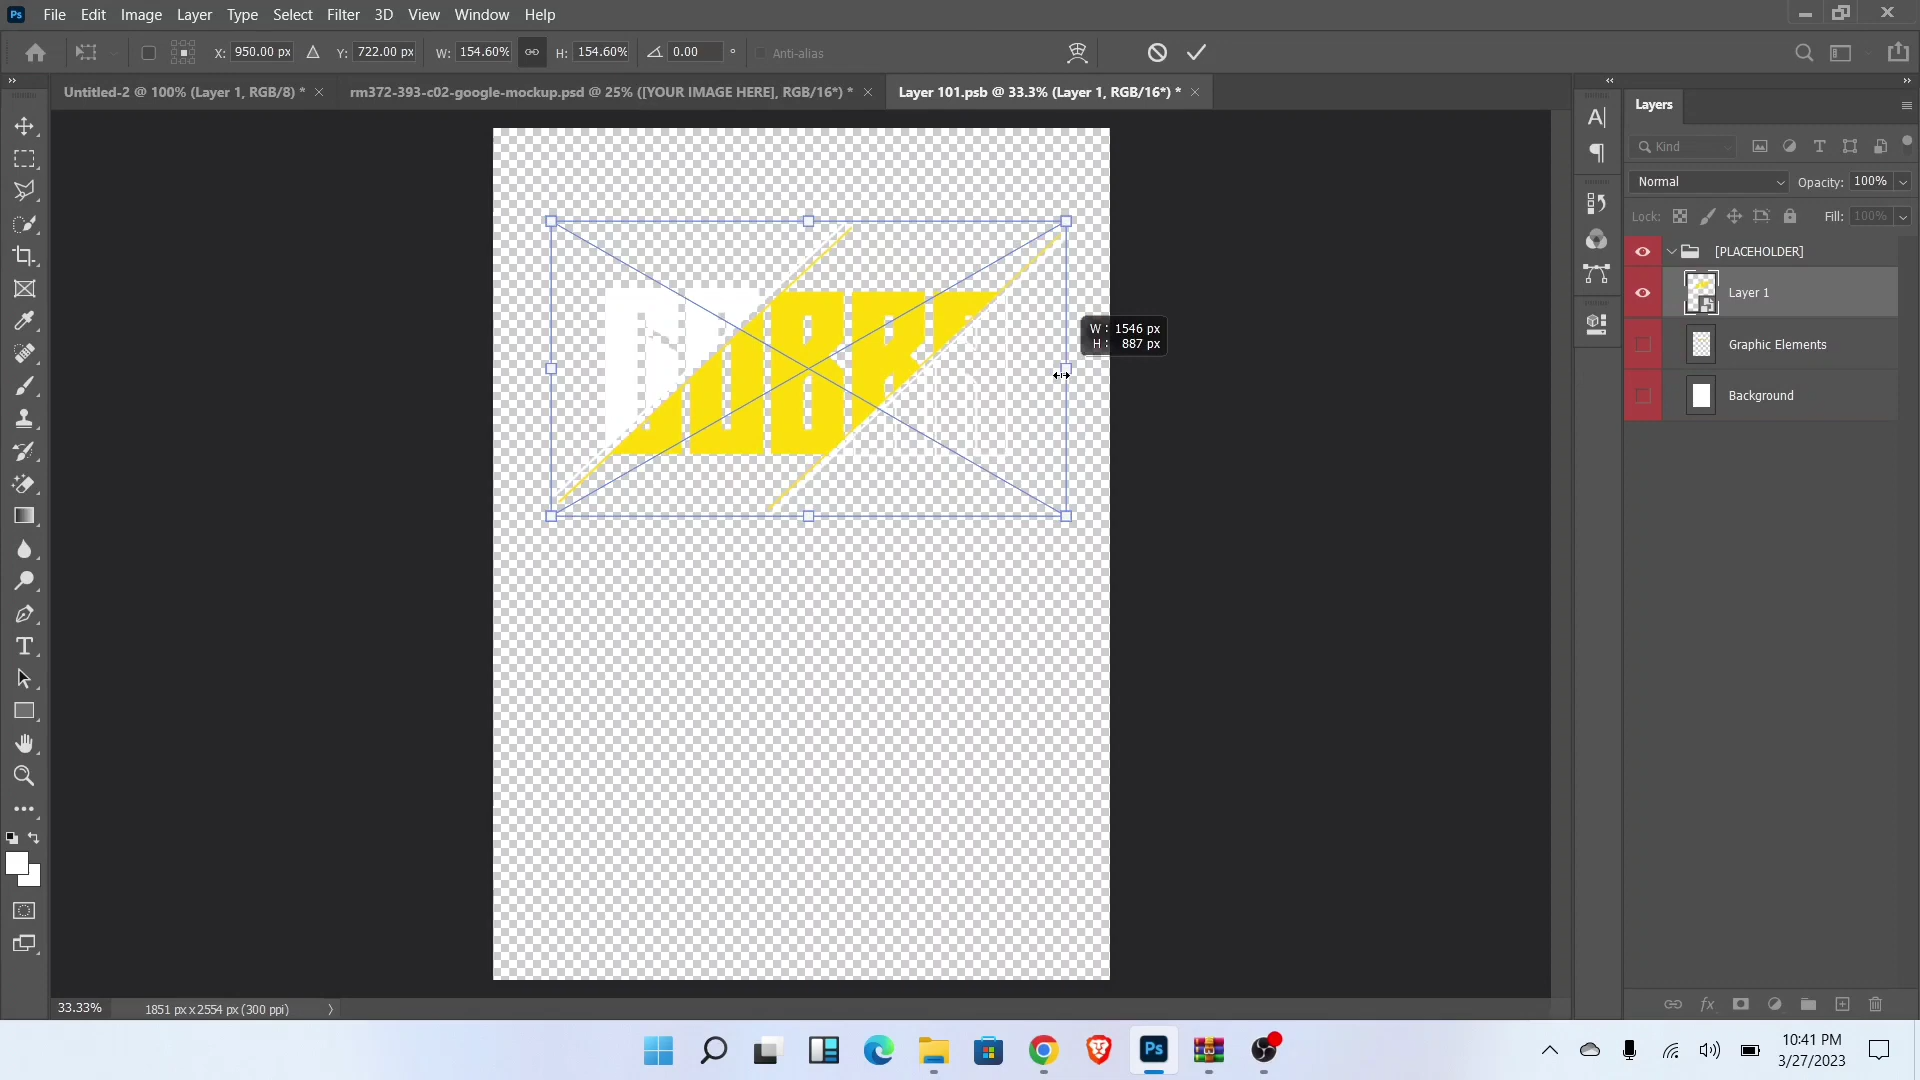 Ps File Edit Image Layer Type Select Filter 3D View Window Help
X: 950.00 px Y: 722.00 px W: 154.60% H: 154.60% 0.00 ° Anti-alias
Untitled-2 @ 100% (Layer 1, RGB/8) * × rm372-393-c02-google-mockup.psd @ 25% ([YOUR IMAGE HERE], RGB/16*) * × Layer 101.psb @ 33.3% (Layer 1, RGB/16*) * ×
Layers
Kind
Normal Opacity: 100%
Lock: Fill: 100%
[PLACEHOLDER]
Layer 1
Graphic Elements
Background
W: 1546 px
H: 887 px
33.33% 1851 px x 2554 px (300 ppi)
Ps
10:41 PM
3/27/2023